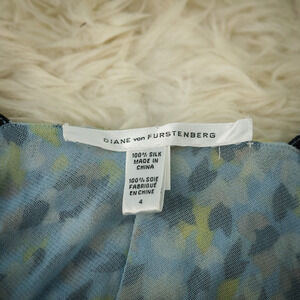 DIANE von FURSTENBERG
100% SILK
MADE IN
CHINA
100% SOIE
FABRIQUÉ
EN CHINE
4